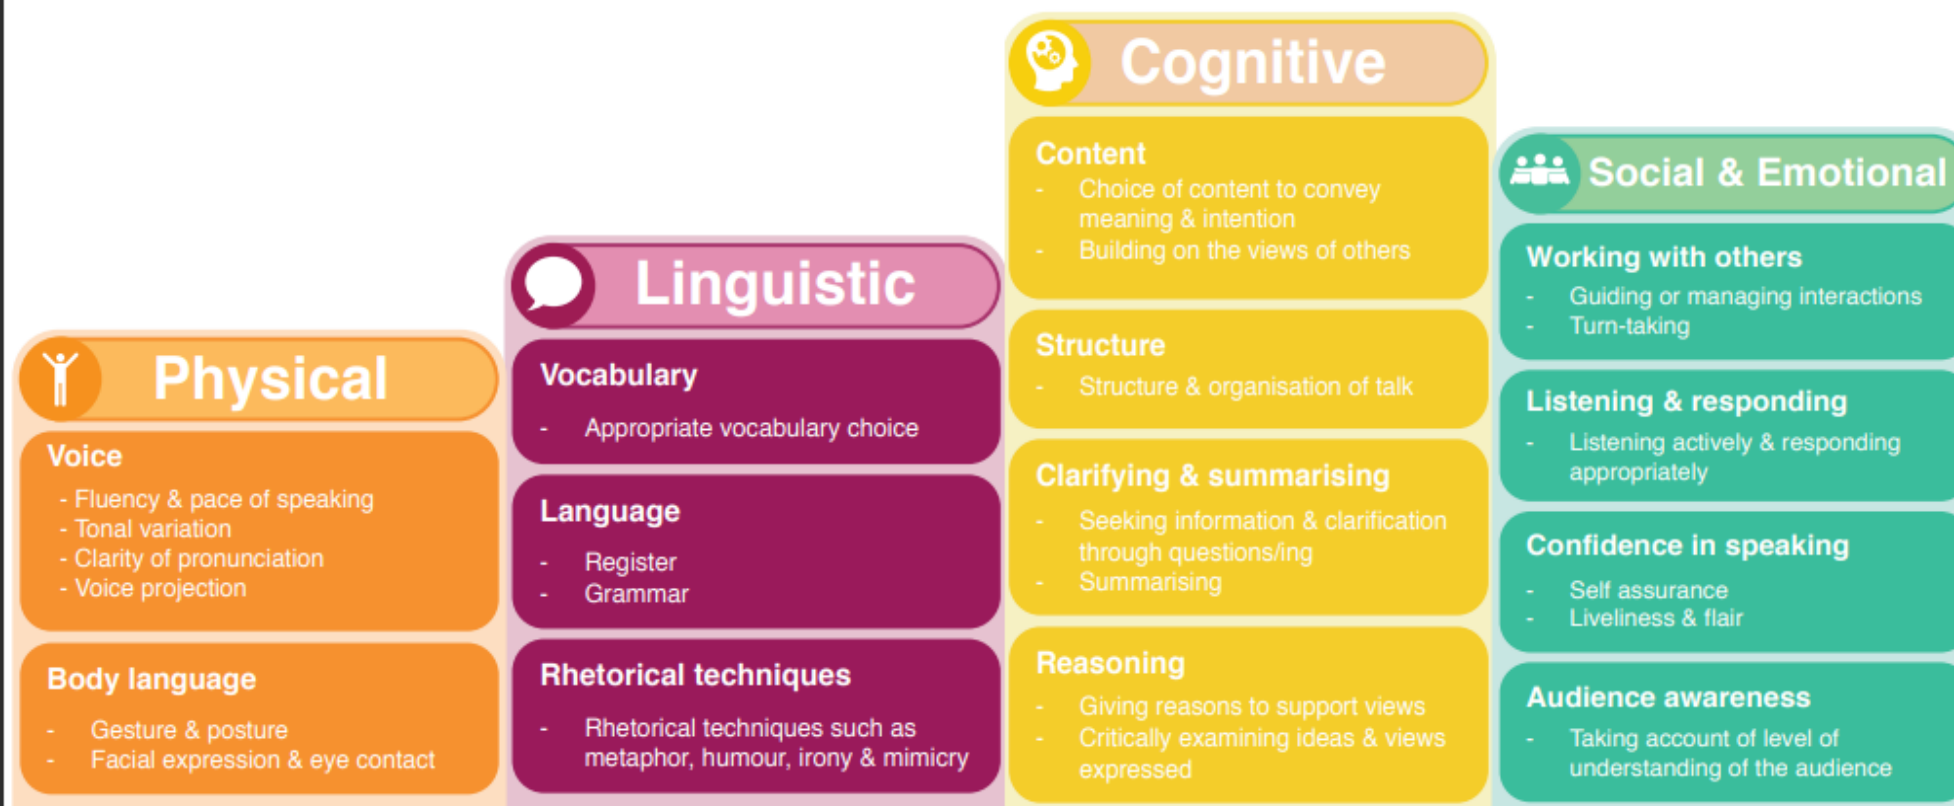 Physical
Voice
- Fluency & pace of speaking
- Tonal variation
- Clarity of pronunciation
- Voice projection
Body language
- Gesture & posture
- Facial expression & eye contact
Linguistic
Vocabulary
- Appropriate vocabulary choice
Language
- Register
- Grammar
Rhetorical techniques
- Rhetorical techniques such as
metaphor, humour, irony & mimicry
Cognitive
Content
- Choice of content to convey
meaning & intention
- Building on the views of others
Structure
- Structure & organisation of talk
Clarifying & summarising
- Seeking information & clarification
through questions/ing
- Summarising
Reasoning
- Giving reasons to support views
- Critically examining ideas & views
expressed
Social & Emotional
Working with others
- Guiding or managing interactions
- Turn-taking
Listening & responding
- Listening actively & responding
appropriately
Confidence in speaking
- Self assurance
- Liveliness & flair
Audience awareness
- Taking account of level of
understanding of the audience